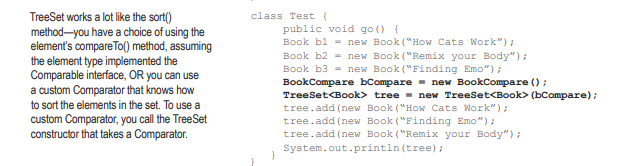 TreeSet works a lot like the sort()
method—you have a choice of using the
element's compareTo() method, assuming
the element type implemented the
Comparable interface, OR you can use
a custom Comparator that knows how
to sort the elements in the set. To use a
custom Comparator, you call the TreeSet
constructor that takes a Comparator.
class Test {
public void go() {
Book b1 = new Book("How Cats Work");
Book b2 = new Book("Remix your Body");
Book b3 = new Book("Finding Emo");
BookCompare bCompare = new BookCompare();
TreeSet<Book> tree = new TreeSet<Book>(bCompare);
tree.add(new Book("How Cats Work");
tree.add(new Book("Finding Emo");
tree.add(new Book("Remix your Body");
System.out.println(tree);
}
}